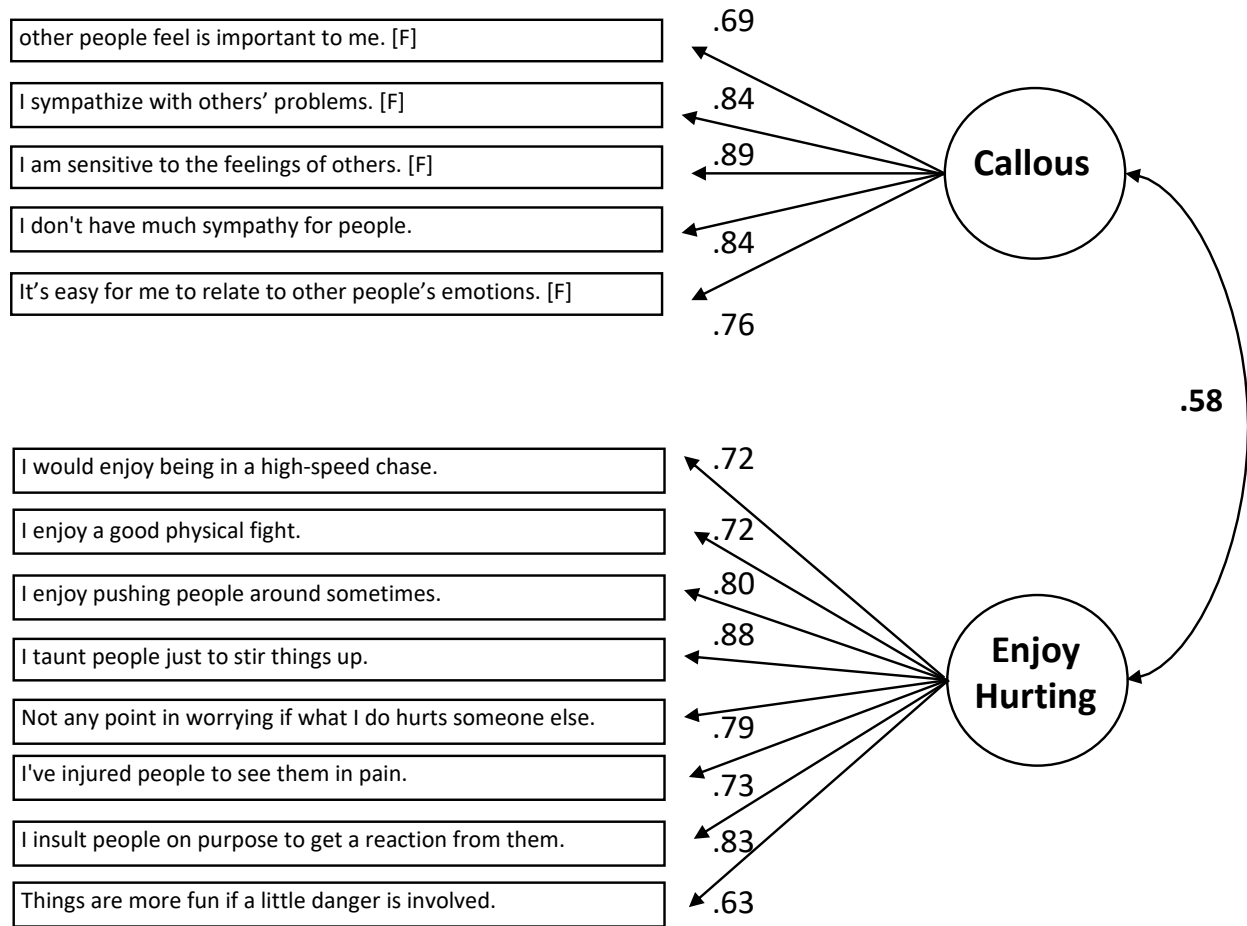 other people feel is important to me. [F]
.69
I sympathize with others’ problems. [F]
.84
I am sensitive to the feelings of others. [F]
.89
I don't have much sympathy for people.
.84
It’s easy for me to relate to other people’s emotions. [F]
.76
Callous
.58
I would enjoy being in a high-speed chase.
.72
I enjoy a good physical fight.
.72
I enjoy pushing people around sometimes.
.80
I taunt people just to stir things up.
.88
Not any point in worrying if what I do hurts someone else.
.79
I've injured people to see them in pain.
.73
I insult people on purpose to get a reaction from them.
.83
Things are more fun if a little danger is involved.
.63
Enjoy
Hurting